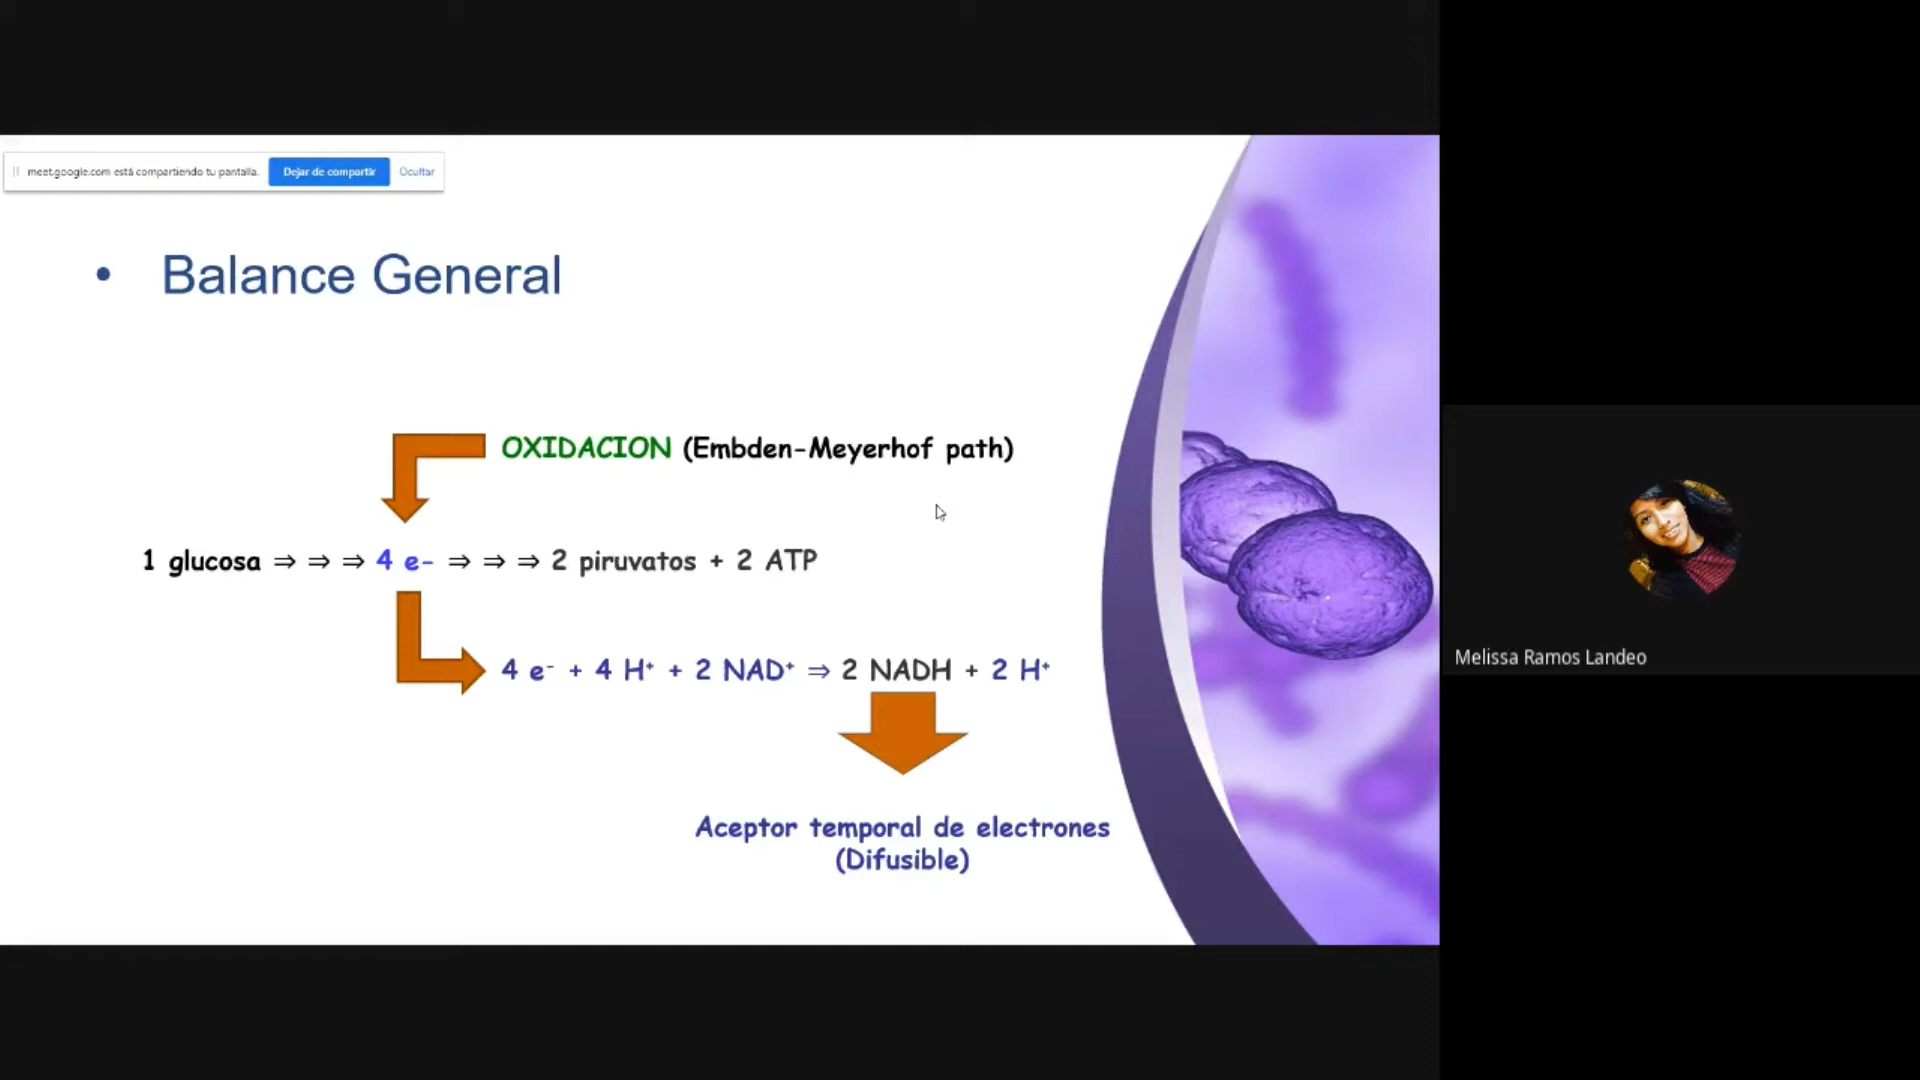 meet.google.com está compartiendo tu pantalla. Dejar de compartir Ocultar
• Balance General
OXIDACION (Embden-Meyerhof path)
1 glucosa ⇒ ⇒ ⇒ 4 e- ⇒ ⇒ ⇒ 2 piruvatos + 2 ATP
4 e⁻ + 4 H⁺ + 2 NAD⁺ ⇒ 2 NADH + 2 H⁺
Aceptor temporal de electrones
(Difusible)
Melissa Ramos Landeo